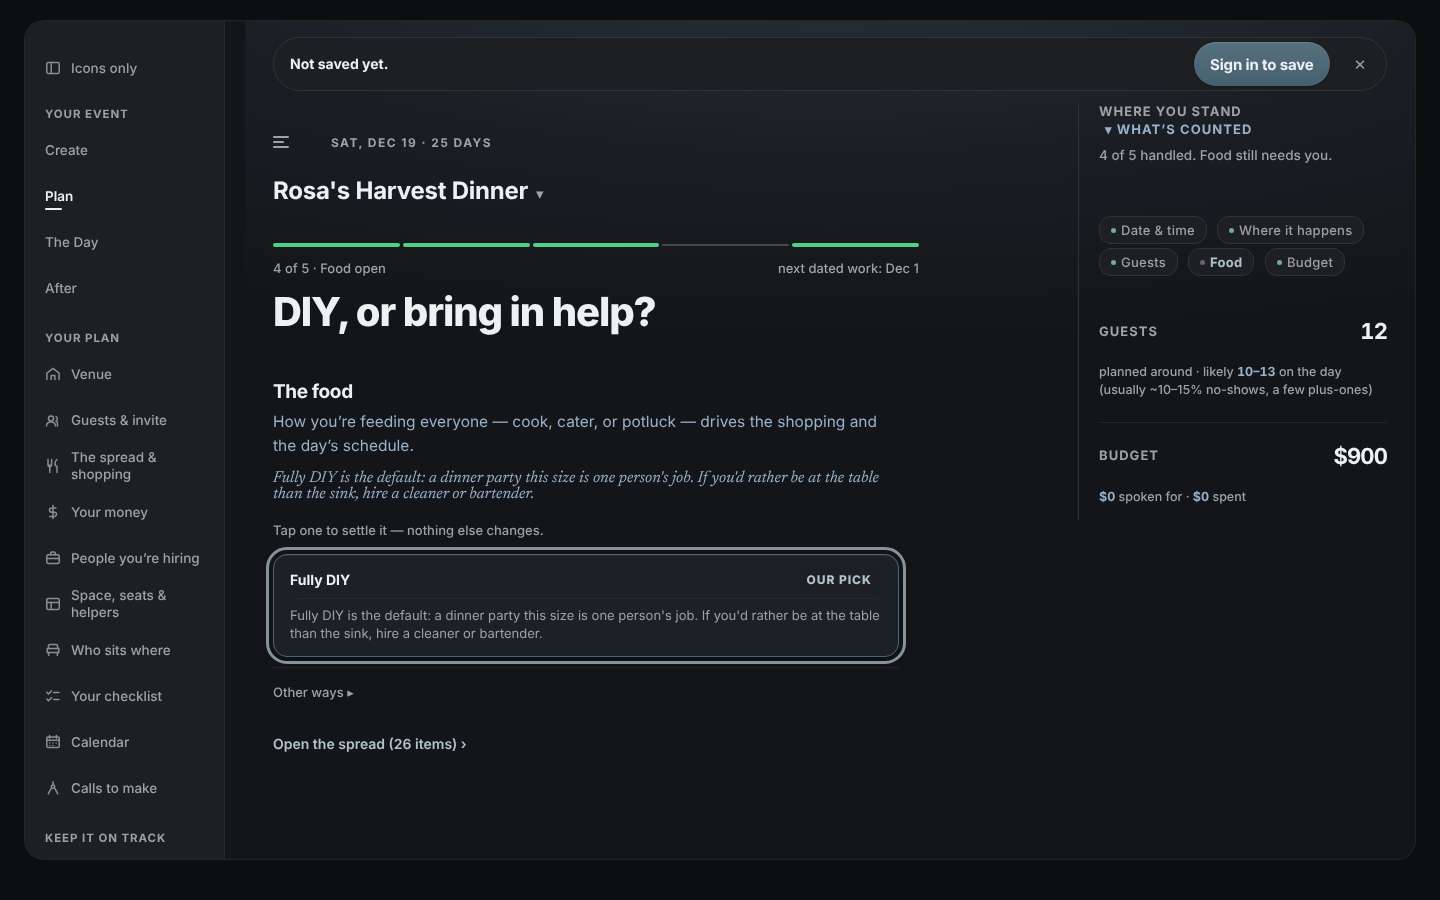 Icons only
YOUR EVENT
Create
Plan
The Day
After
YOUR PLAN
Venue
Guests & invite
The spread &
shopping
Your money
People you’re hiring
Space, seats &
helpers
Who sits where
Your checklist
Calendar
Calls to make
KEEP IT ON TRACK
Not saved yet.
Sign in to save
×
SAT, DEC 19 · 25 DAYS
Rosa's Harvest Dinner ▾
4 of 5 · Food open
next dated work: Dec 1
DIY, or bring in help?
The food
How you’re feeding everyone — cook, cater, or potluck — drives the shopping and
the day’s schedule.
Fully DIY is the default: a dinner party this size is one person's job. If you'd rather be at the table
than the sink, hire a cleaner or bartender.
Tap one to settle it — nothing else changes.
Fully DIY
OUR PICK
Fully DIY is the default: a dinner party this size is one person's job. If you'd rather be at the table
than the sink, hire a cleaner or bartender.
Other ways ▸
Open the spread (26 items) ›
WHERE YOU STAND
▾ WHAT’S COUNTED
4 of 5 handled. Food still needs you.
Date & time
Where it happens
Guests
Food
Budget
GUESTS
12
planned around · likely 10–13 on the day
(usually ~10–15% no-shows, a few plus-ones)
BUDGET
$900
$0 spoken for · $0 spent